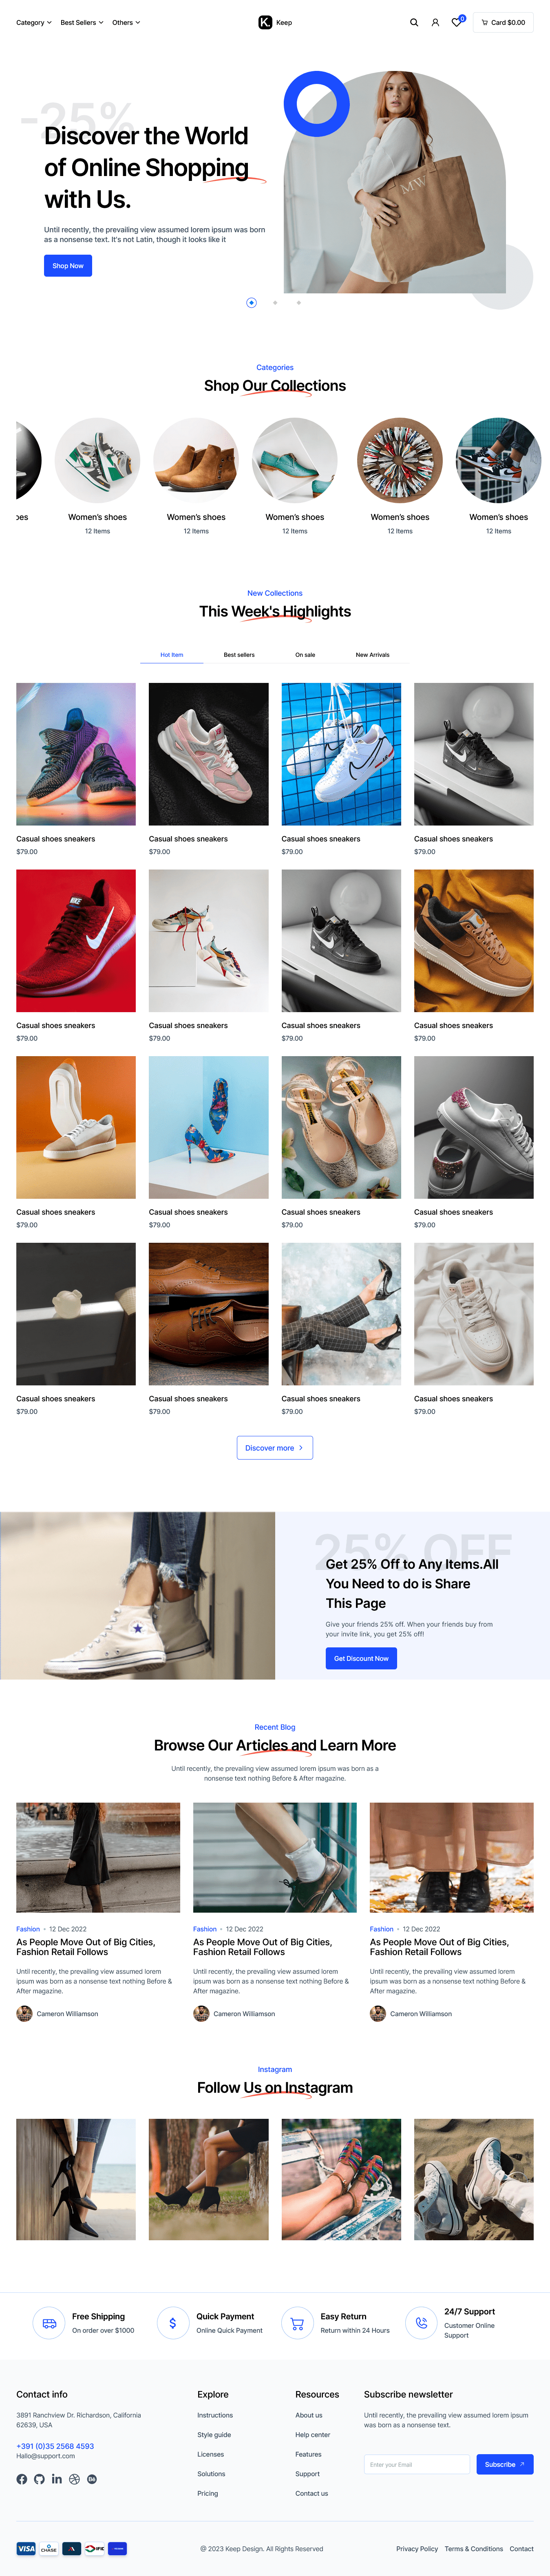 Category Best Sellers Others K. Keep 0 Card $0.00
-25%
Discover the World
of Online Shopping
with Us.
Until recently, the prevailing view assumed lorem ipsum was born
as a nonsense text. It's not Latin, though it looks like it
Shop Now
MW
Categories
Shop Our Collections
oes Women's shoes Women's shoes Women's shoes Women's shoes Women's shoes
12 Items 12 Items 12 Items 12 Items 12 Items
New Collections
This Week's Highlights
Hot Item Best sellers On sale New Arrivals
Casual shoes sneakers Casual shoes sneakers Casual shoes sneakers Casual shoes sneakers
$79.00 $79.00 $79.00 $79.00
NIKE
Casual shoes sneakers Casual shoes sneakers Casual shoes sneakers Casual shoes sneakers
$79.00 $79.00 $79.00 $79.00
Casual shoes sneakers Casual shoes sneakers Casual shoes sneakers Casual shoes sneakers
$79.00 $79.00 $79.00 $79.00
Casual shoes sneakers Casual shoes sneakers Casual shoes sneakers Casual shoes sneakers
$79.00 $79.00 $79.00 $79.00
Discover more
25% OFF
Get 25% Off to Any Items.All
You Need to do is Share
This Page
Give your friends 25% off. When your friends buy from
your invite link, you get 25% off!
Get Discount Now
Recent Blog
Browse Our Articles and Learn More
Until recently, the prevailing view assumed lorem ipsum was born as a
nonsense text nothing Before & After magazine.
Fashion 12 Dec 2022
As People Move Out of Big Cities,
Fashion Retail Follows
Until recently, the prevailing view assumed lorem
ipsum was born as a nonsense text nothing Before &
After magazine.
Cameron Williamson
Fashion 12 Dec 2022
As People Move Out of Big Cities,
Fashion Retail Follows
Until recently, the prevailing view assumed lorem
ipsum was born as a nonsense text nothing Before &
After magazine.
Cameron Williamson
Fashion 12 Dec 2022
As People Move Out of Big Cities,
Fashion Retail Follows
Until recently, the prevailing view assumed lorem
ipsum was born as a nonsense text nothing Before &
After magazine.
Cameron Williamson
Instagram
Follow Us on Instagram
Free Shipping
On order over $1000
Quick Payment
Online Quick Payment
Easy Return
Return within 24 Hours
24/7 Support
Customer Online
Support
Contact info
3891 Ranchview Dr. Richardson, California
62639, USA
+391 (0)35 2568 4593
Hallo@support.com
Explore
Instructions
Style guide
Licenses
Solutions
Pricing
Resources
About us
Help center
Features
Support
Contact us
Subscribe newsletter
Until recently, the prevailing view assumed lorem ipsum
was born as a nonsense text.
Enter your Email Subscribe
VISA CHASE
@ 2023 Keep Design. All Rights Reserved
Privacy Policy Terms & Conditions Contact